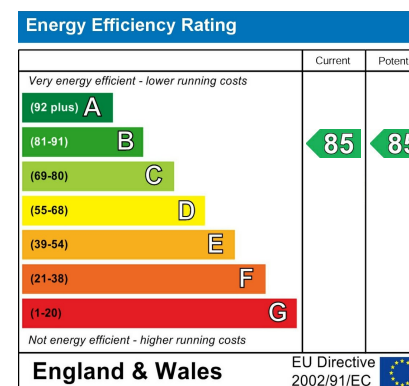 Energy Efficiency Rating
Current Potent
Very energy efficient - lower running costs
(92 plus) A
(81-91) B 85 85
(69-80) C
(55-68) D
(39-54) E
(21-38) F
(1-20) G
Not energy efficient - higher running costs
England & Wales
EU Directive
2002/91/EC